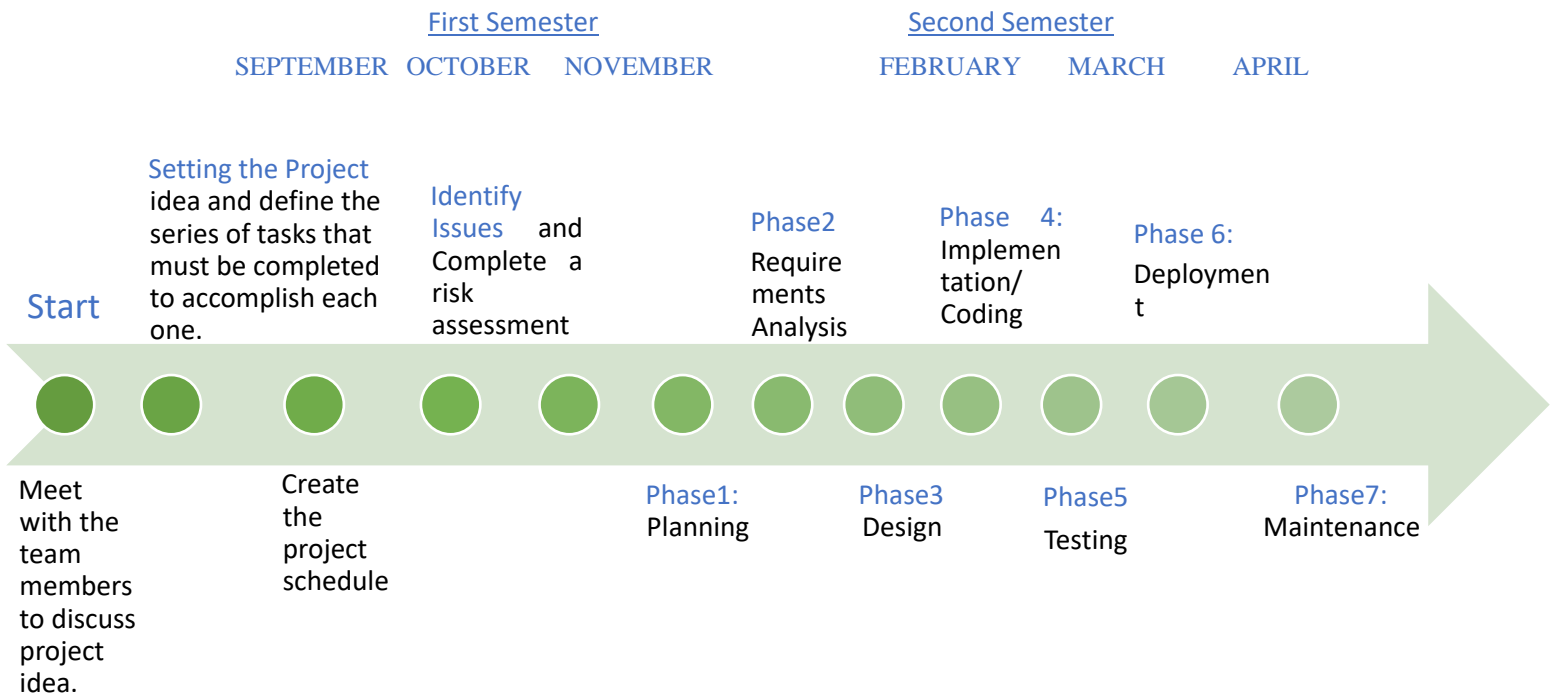 First Semester
Second Semester
SEPTEMBER OCTOBER NOVEMBER
FEBRUARY MARCH APRIL
Start
Meet
with the
team
members
to discuss
project
idea.
Setting the Project
idea and define the
series of tasks that
must be completed
to accomplish each
one.
Create
the
project
schedule
Identify
Issues and
Complete a
risk
assessment
Phase1:
Planning
Phase2
Require
ments
Analysis
Phase3
Design
Phase 4:
Implemen
tation/
Coding
Phase5
Testing
Phase 6:
Deploymen
t
Phase7:
Maintenance